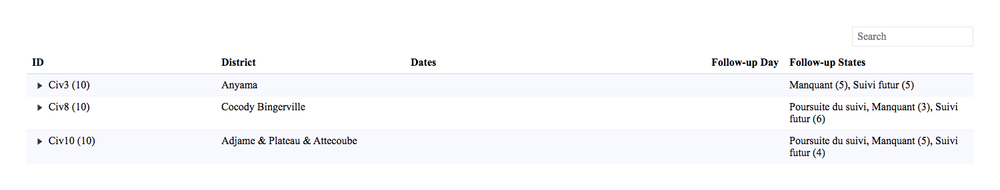 Search
ID District Dates Follow-up Day Follow-up States
Civ3 (10) Anyama Manquant (5), Suivi futur (5)
Civ8 (10) Cocody Bingerville Poursuite du suivi, Manquant (3), Suivi
futur (6)
Civ10 (10) Adjame & Plateau & Attecoube Poursuite du suivi, Manquant (5), Suivi
futur (4)